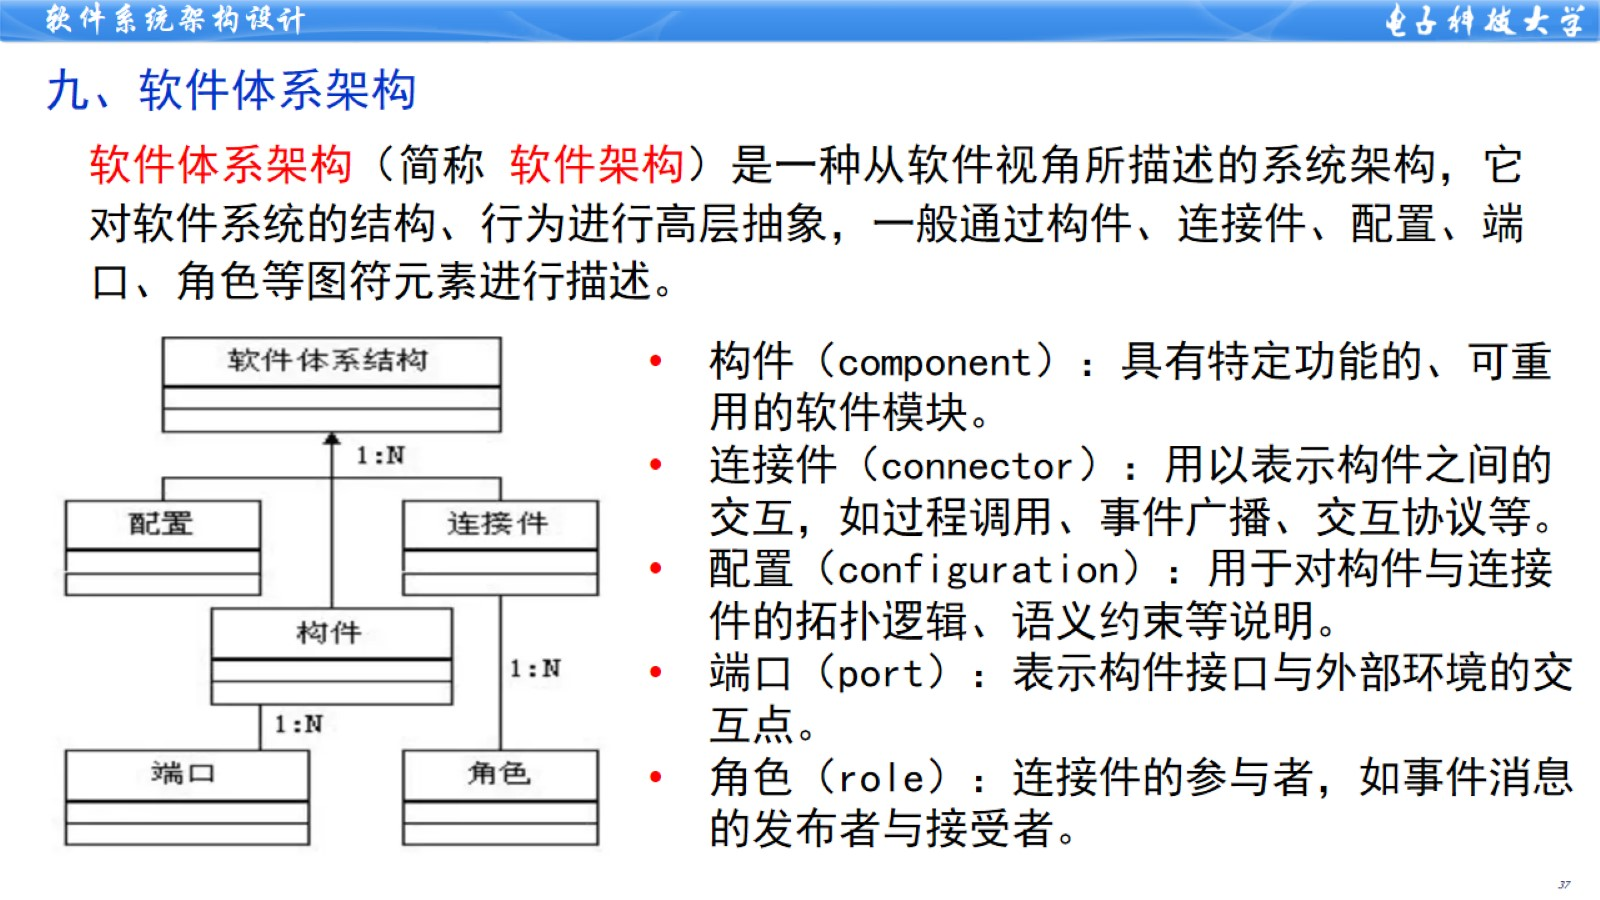 软件系统架构设计
电子科技大学
九、软件体系架构
软件体系架构（简称 软件架构）是一种从软件视角所描述的系统架构，它
对软件系统的结构、行为进行高层抽象，一般通过构件、连接件、配置、端
口、角色等图符元素进行描述。
软件体系结构
1:N
配置
连接件
构件
1:N
1:N
端口
角色
• 构件（component）：具有特定功能的、可重
用的软件模块。
• 连接件（connector）：用以表示构件之间的
交互，如过程调用、事件广播、交互协议等。
• 配置（configuration）：用于对构件与连接
件的拓扑逻辑、语义约束等说明。
• 端口（port）：表示构件接口与外部环境的交
互点。
• 角色（role）：连接件的参与者，如事件消息
的发布者与接受者。
37